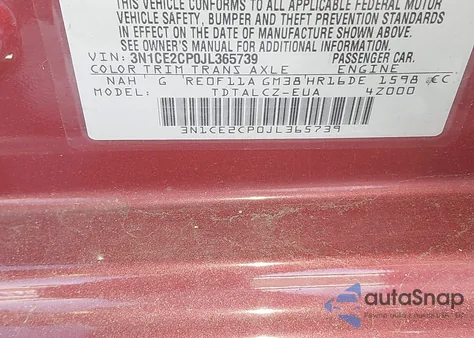 THIS VEHICLE CONFORMS TO ALL APPLICABLE FEDERAL MOTOR
VEHICLE SAFETY, BUMPER AND THEFT PREVENTION STANDARDS
IN EFFECT ON THE DATE OF MANUFACTURE SHOWN ABOVE.
SEE OWNER'S MANUAL FOR ADDITIONAL INFORMATION
VIN: 3N1CE2CP0JL365739 PASSENGER CAR.
COLOR TRIM TRANS AXLE ENGINE
NAH G RE0F11A GM38 HR16DE 1598 CC
MODEL: TDTALCZ-EUA 4Z000
3N1CE2CP0JL365739
autoSnap